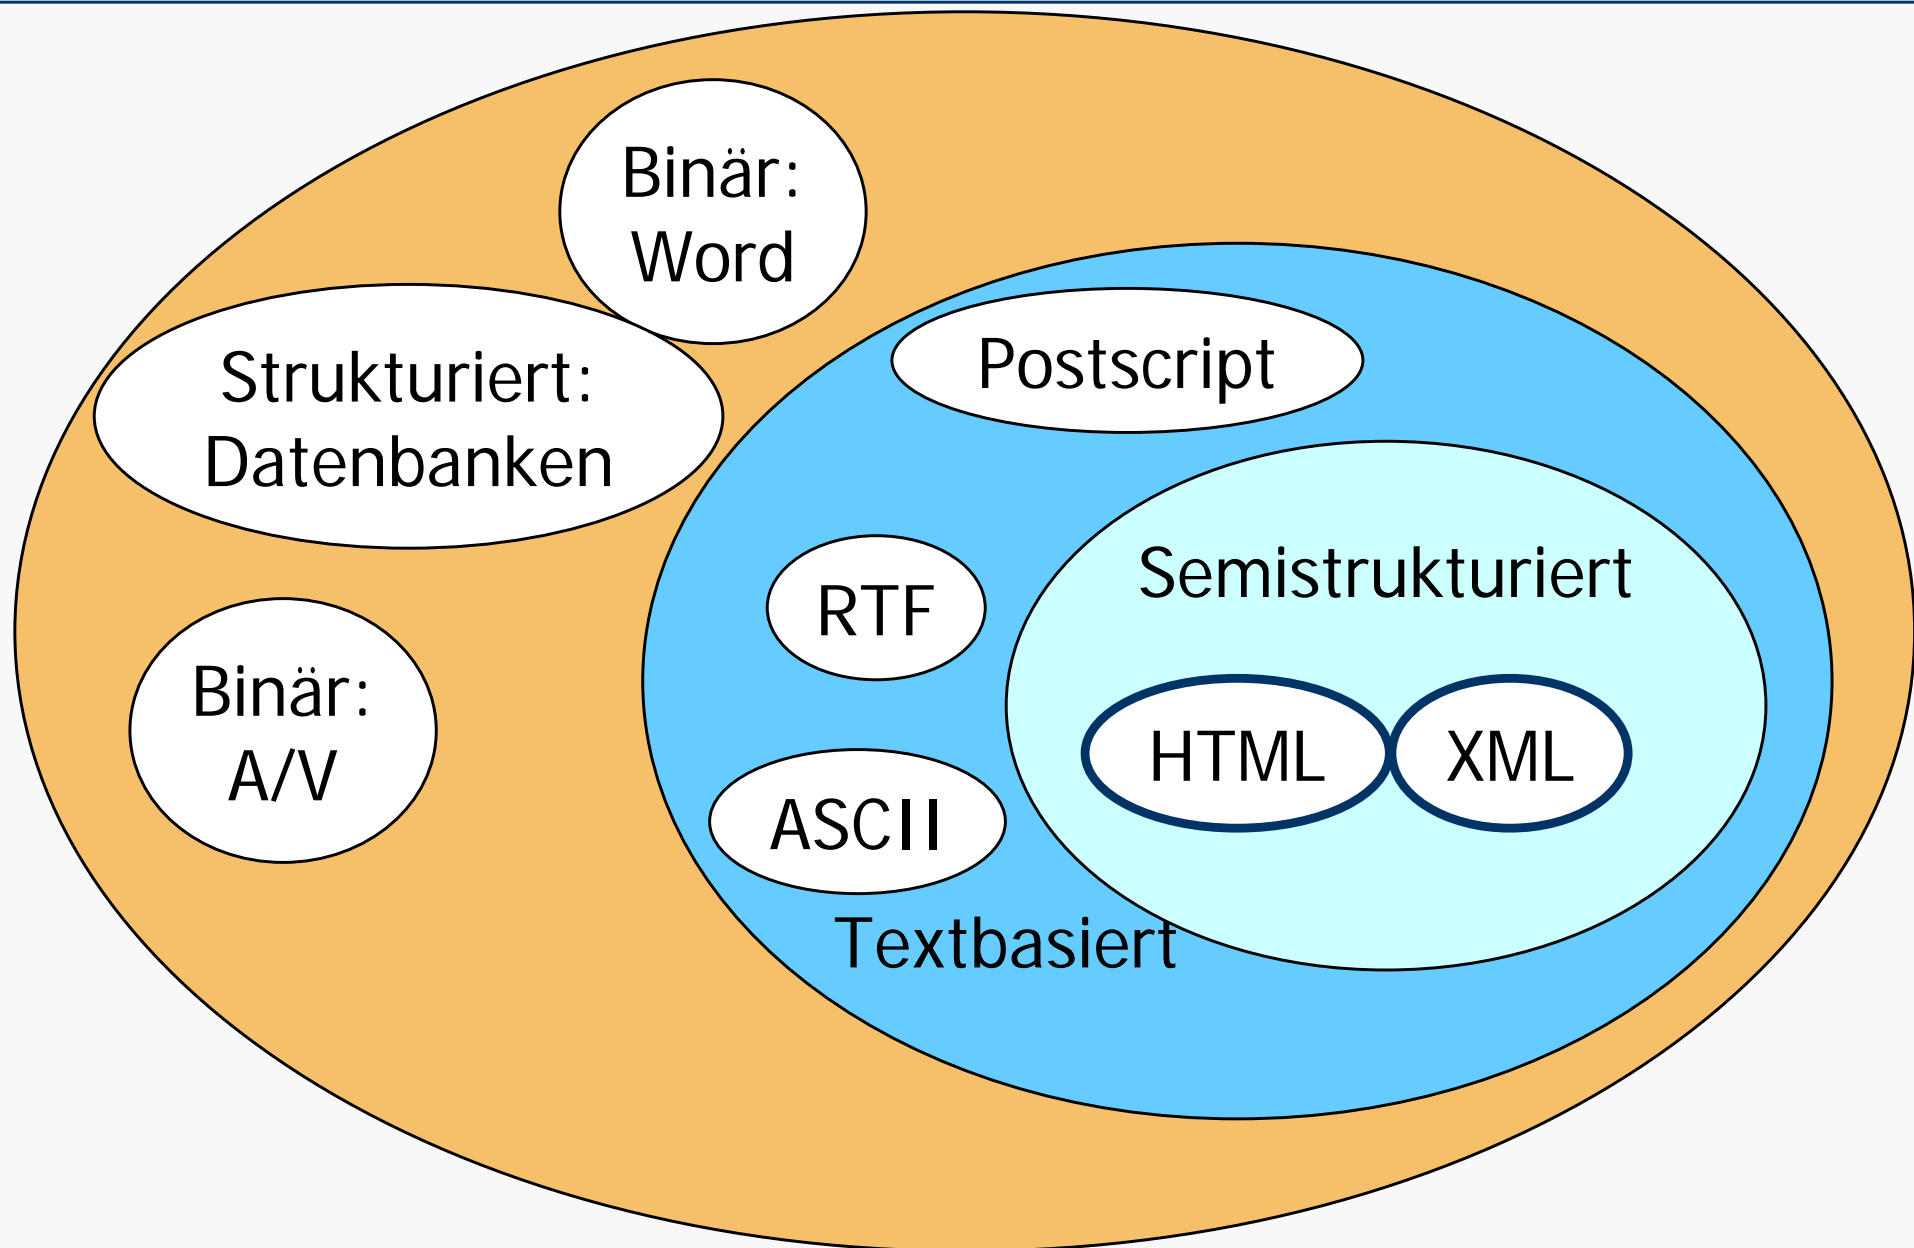 Binär:
Word
Strukturiert:
Datenbanken
Postscript
RTF
Semistrukturiert
Binär:
A/V
HTML
XML
ASCII
Textbasiert